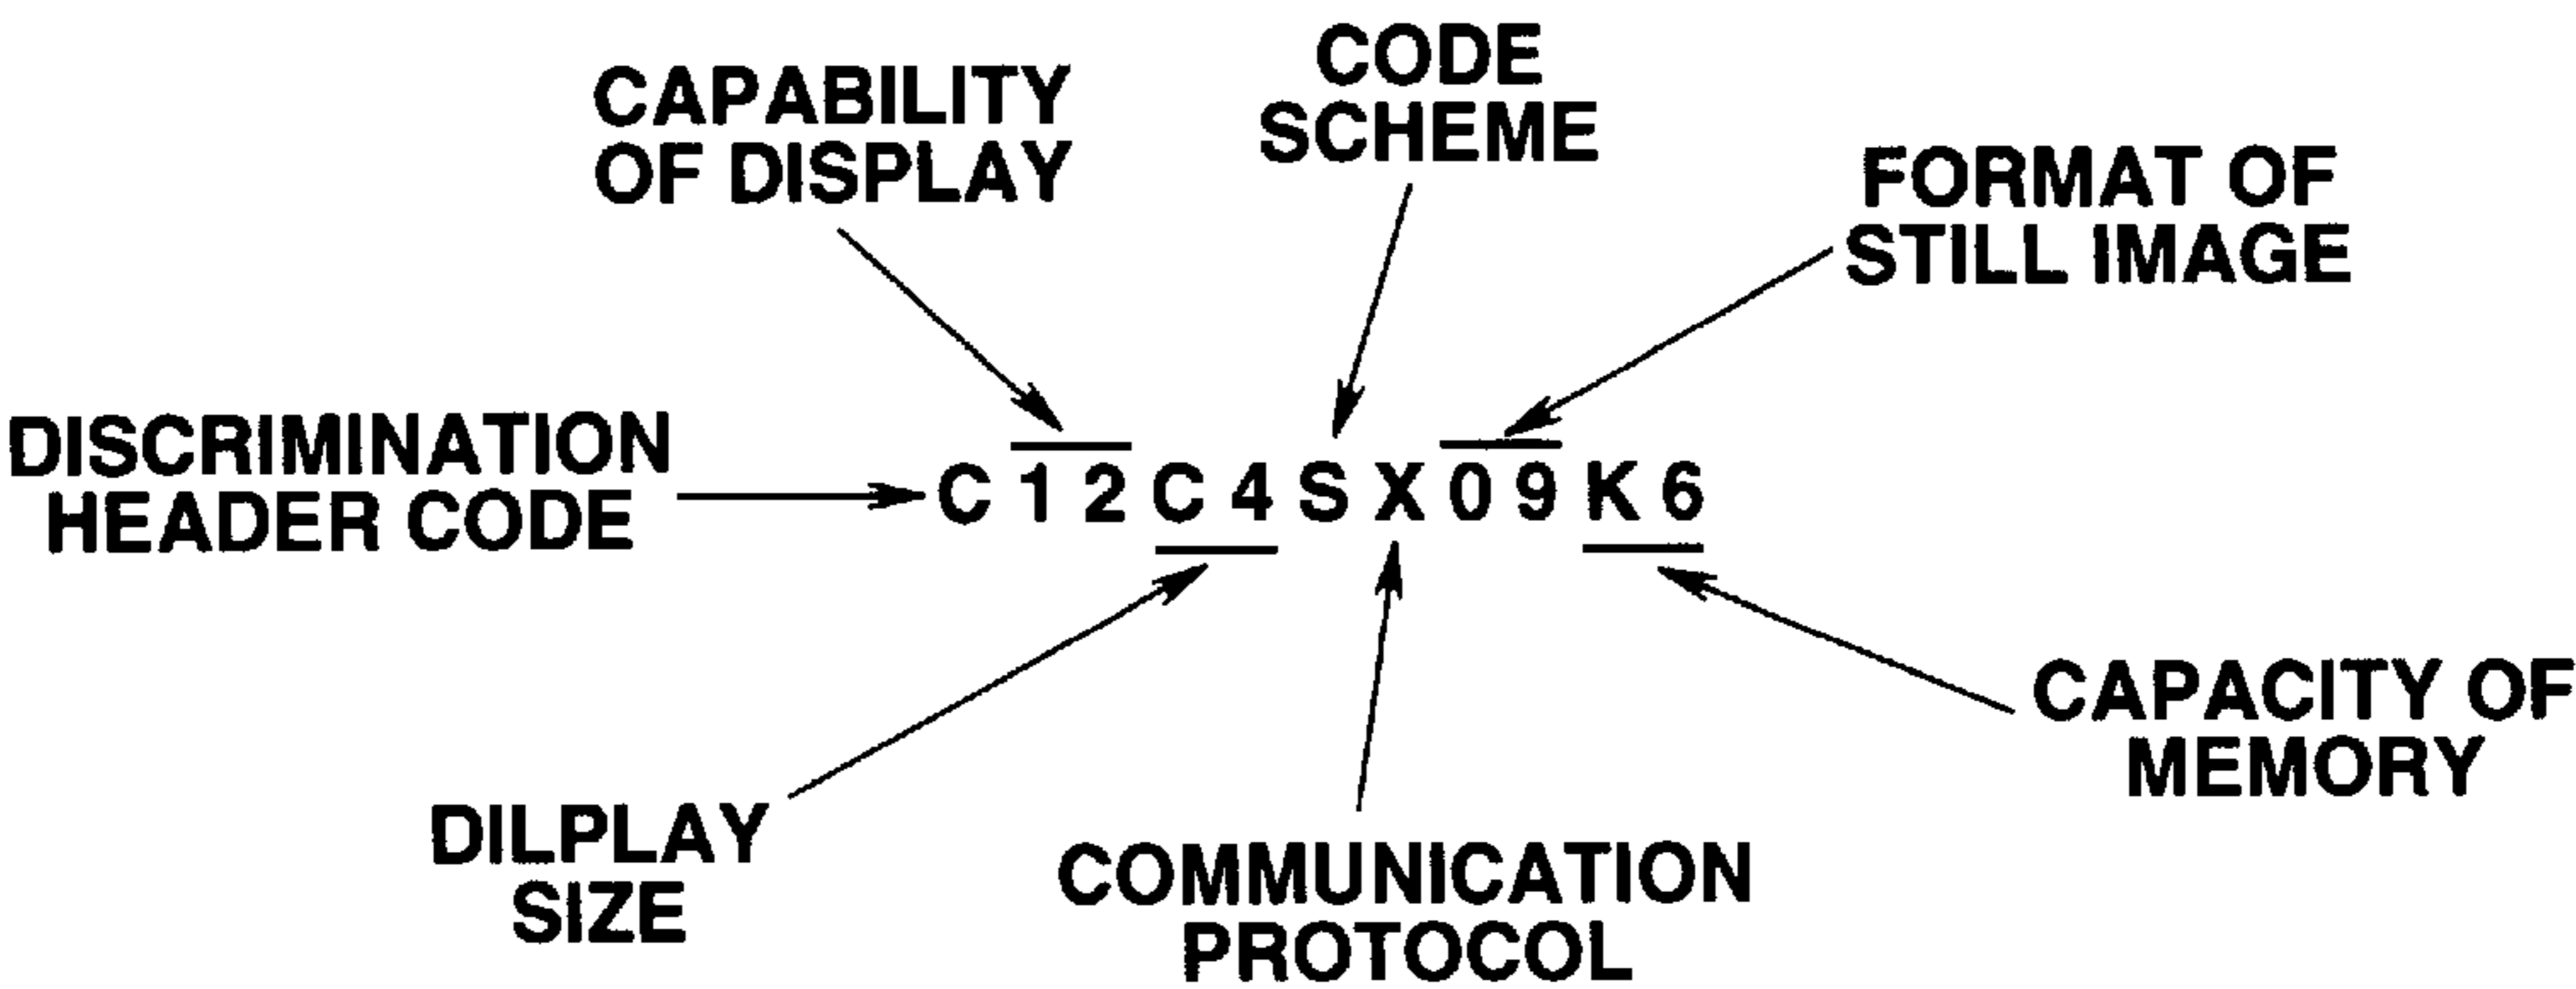 CODE
SCHEME
CAPABILITY
OF DISPLAY
FORMAT OF
STILL IMAGE
DISCRIMINATION
HEADER CODE
C 1 2 C 4 S X 0 9 K 6
CAPACITY OF
MEMORY
DILPLAY
SIZE
COMMUNICATION
PROTOCOL